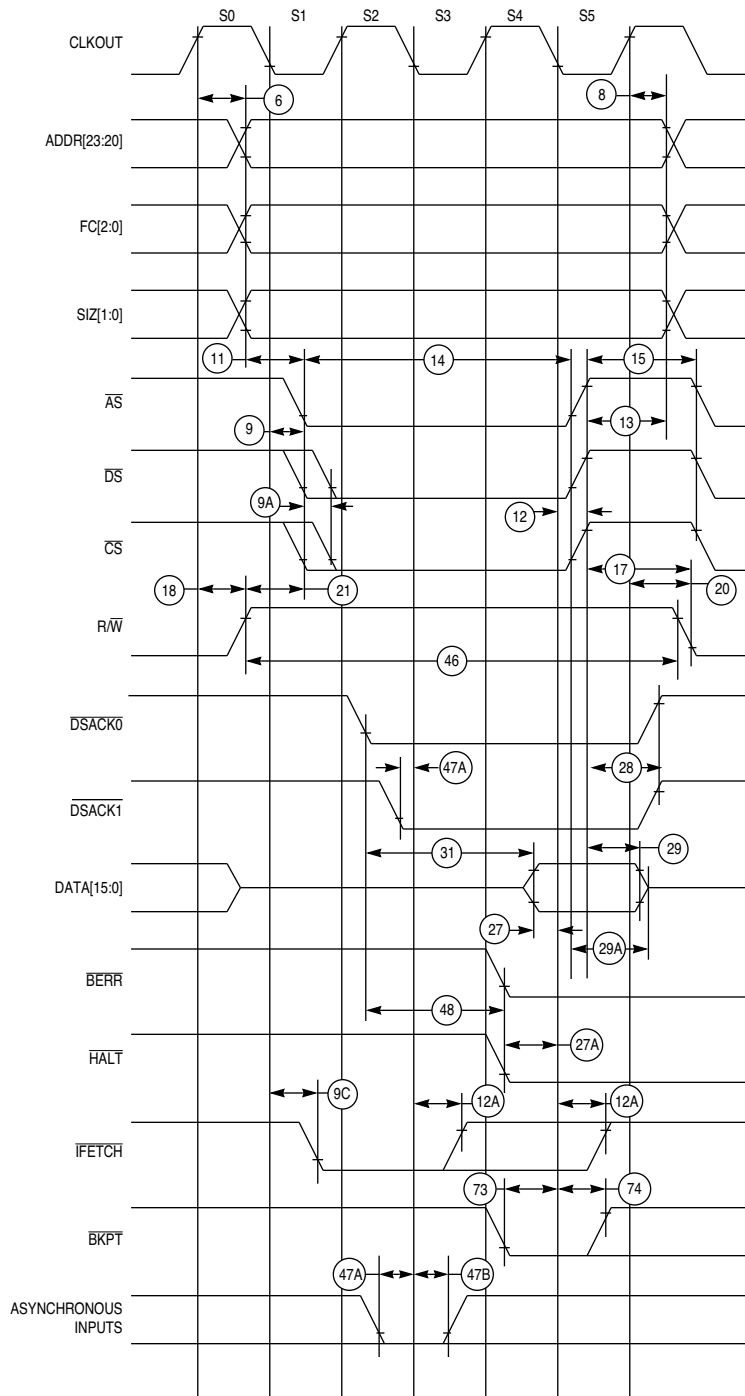 S0 S1 S2 S3 S4 S5
CLKOUT
6 8
ADDR[23:20]
FC[2:0]
SIZ[1:0]
11 14 15
AS
9 13
DS
9A 12
CS
17
18 21 20
R/W
46
DSACK0
47A 28
DSACK1
31 29
DATA[15:0]
27 29A
BERR
48
27A
HALT
9C 12A 12A
IFETCH
73 74
BKPT
47A 47B
ASYNCHRONOUS
INPUTS